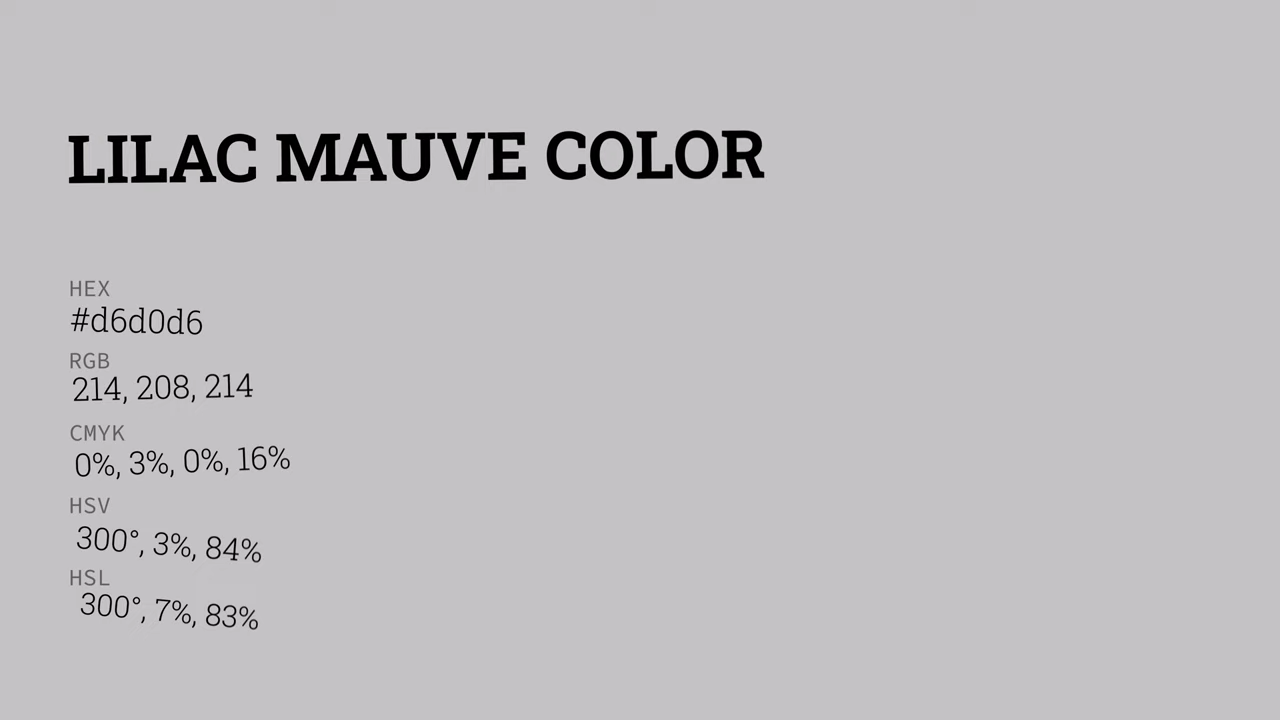 LILAC MAUVE COLOR
HEX
#d6d0d6
RGB
214, 208, 214
CMYK
0%, 3%, 0%, 16%
HSV
300°, 3%, 84%
HSL
300°, 7%, 83%